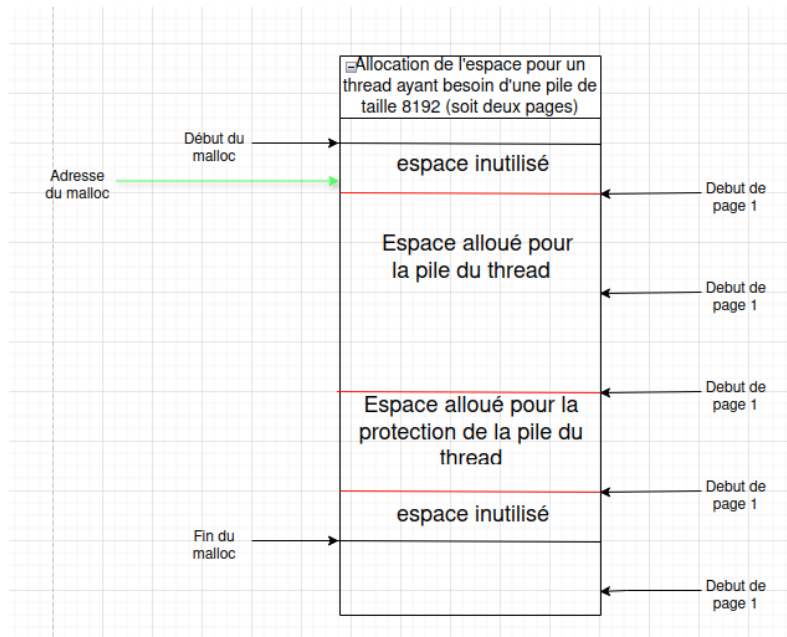 Allocation de l'espace pour un
thread ayant besoin d'une pile de
taille 8192 (soit deux pages)
Début du
malloc
espace inutilisé
Adresse
du malloc
Debut de
page 1
Espace alloué pour
la pile du thread
Debut de
page 1
Debut de
page 1
Espace alloué pour la
protection de la pile du
thread
Debut de
page 1
espace inutilisé
Fin du
malloc
Debut de
page 1